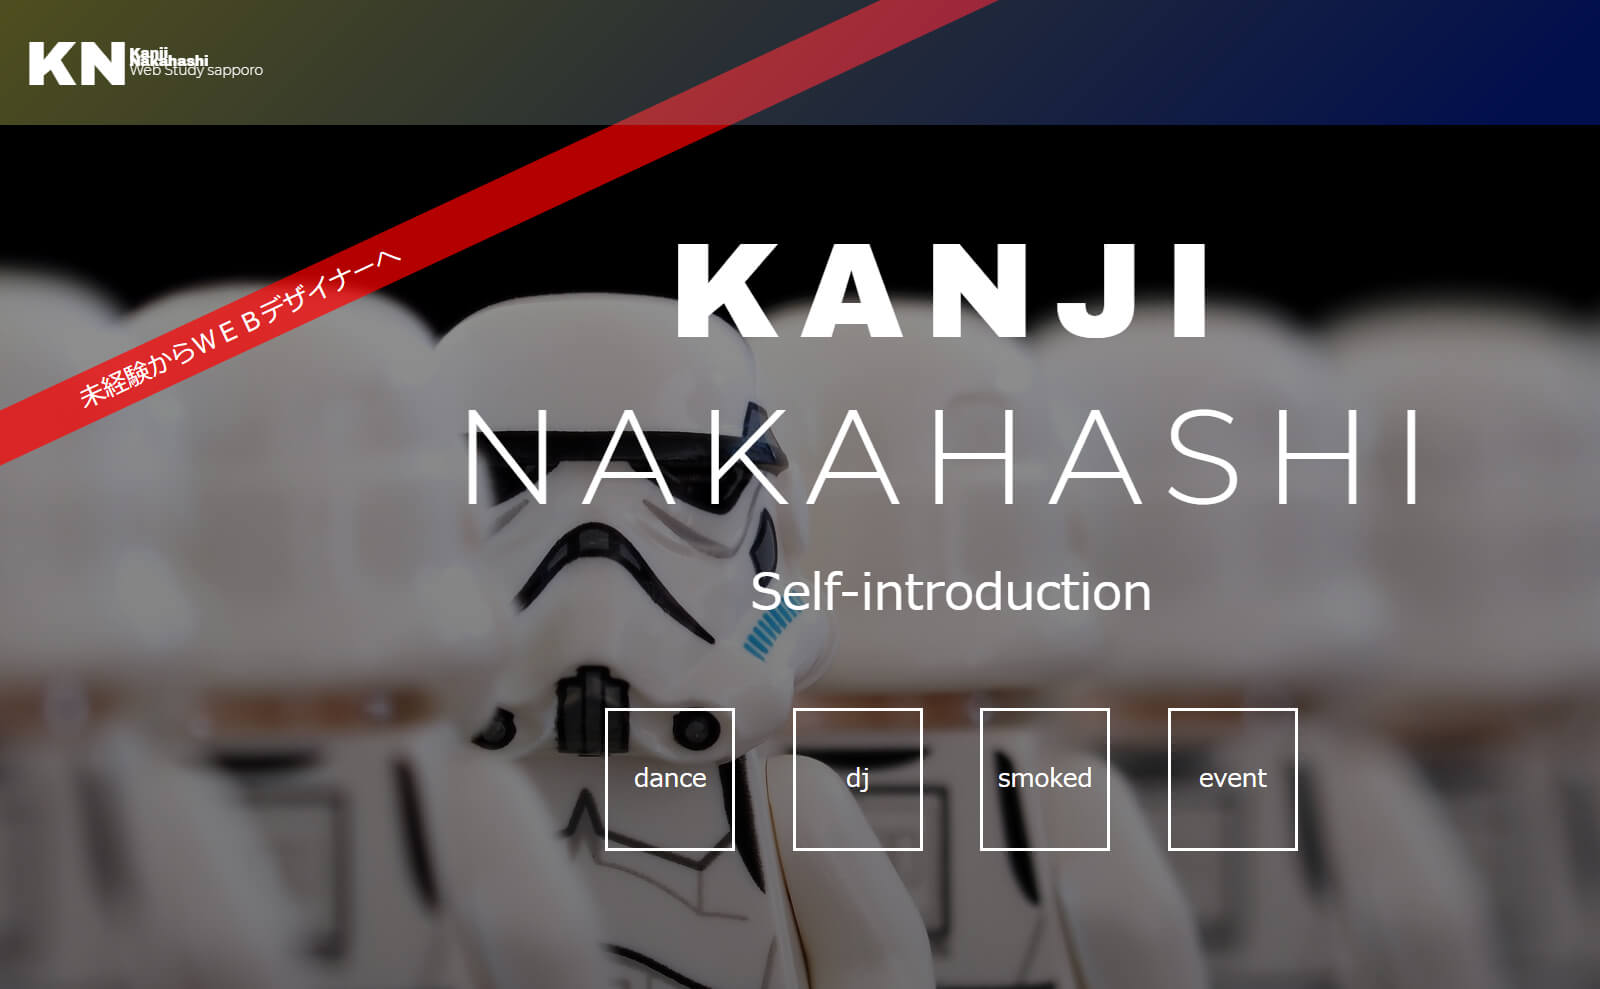 KN
Kanji
Nakahashi
Web Study sapporo
未経験からＷＥＢデザイナーへ
KANJI
NAKAHASHI
Self-introduction
dance
dj
smoked
event